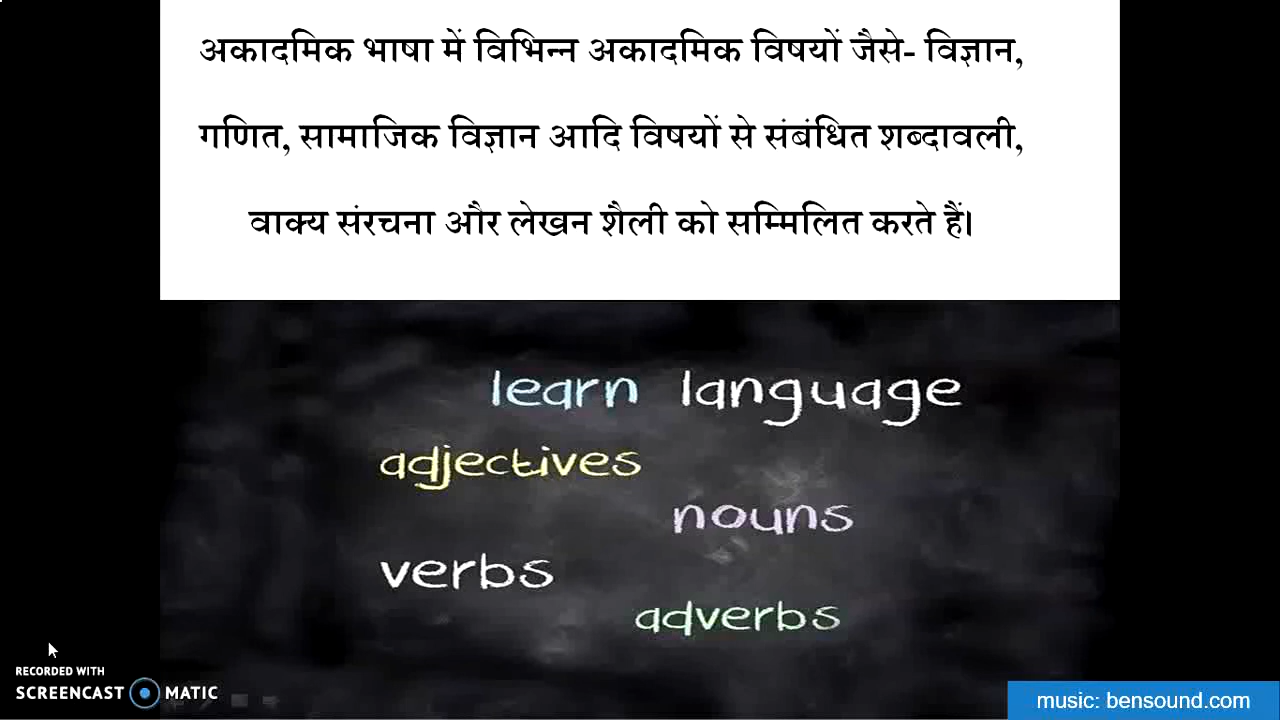 अकादमिक भाषा में विभिन्न अकादमिक विषयों जैसे- विज्ञान,
गणित, सामाजिक विज्ञान आदि विषयों से संबंधित शब्दावली,
वाक्य संरचना और लेखन शैली को सम्मिलित करते हैं।
learn language
adjectives
nouns
verbs
adverbs
RECORDED WITH
SCREENCAST MATIC
music: bensound.com